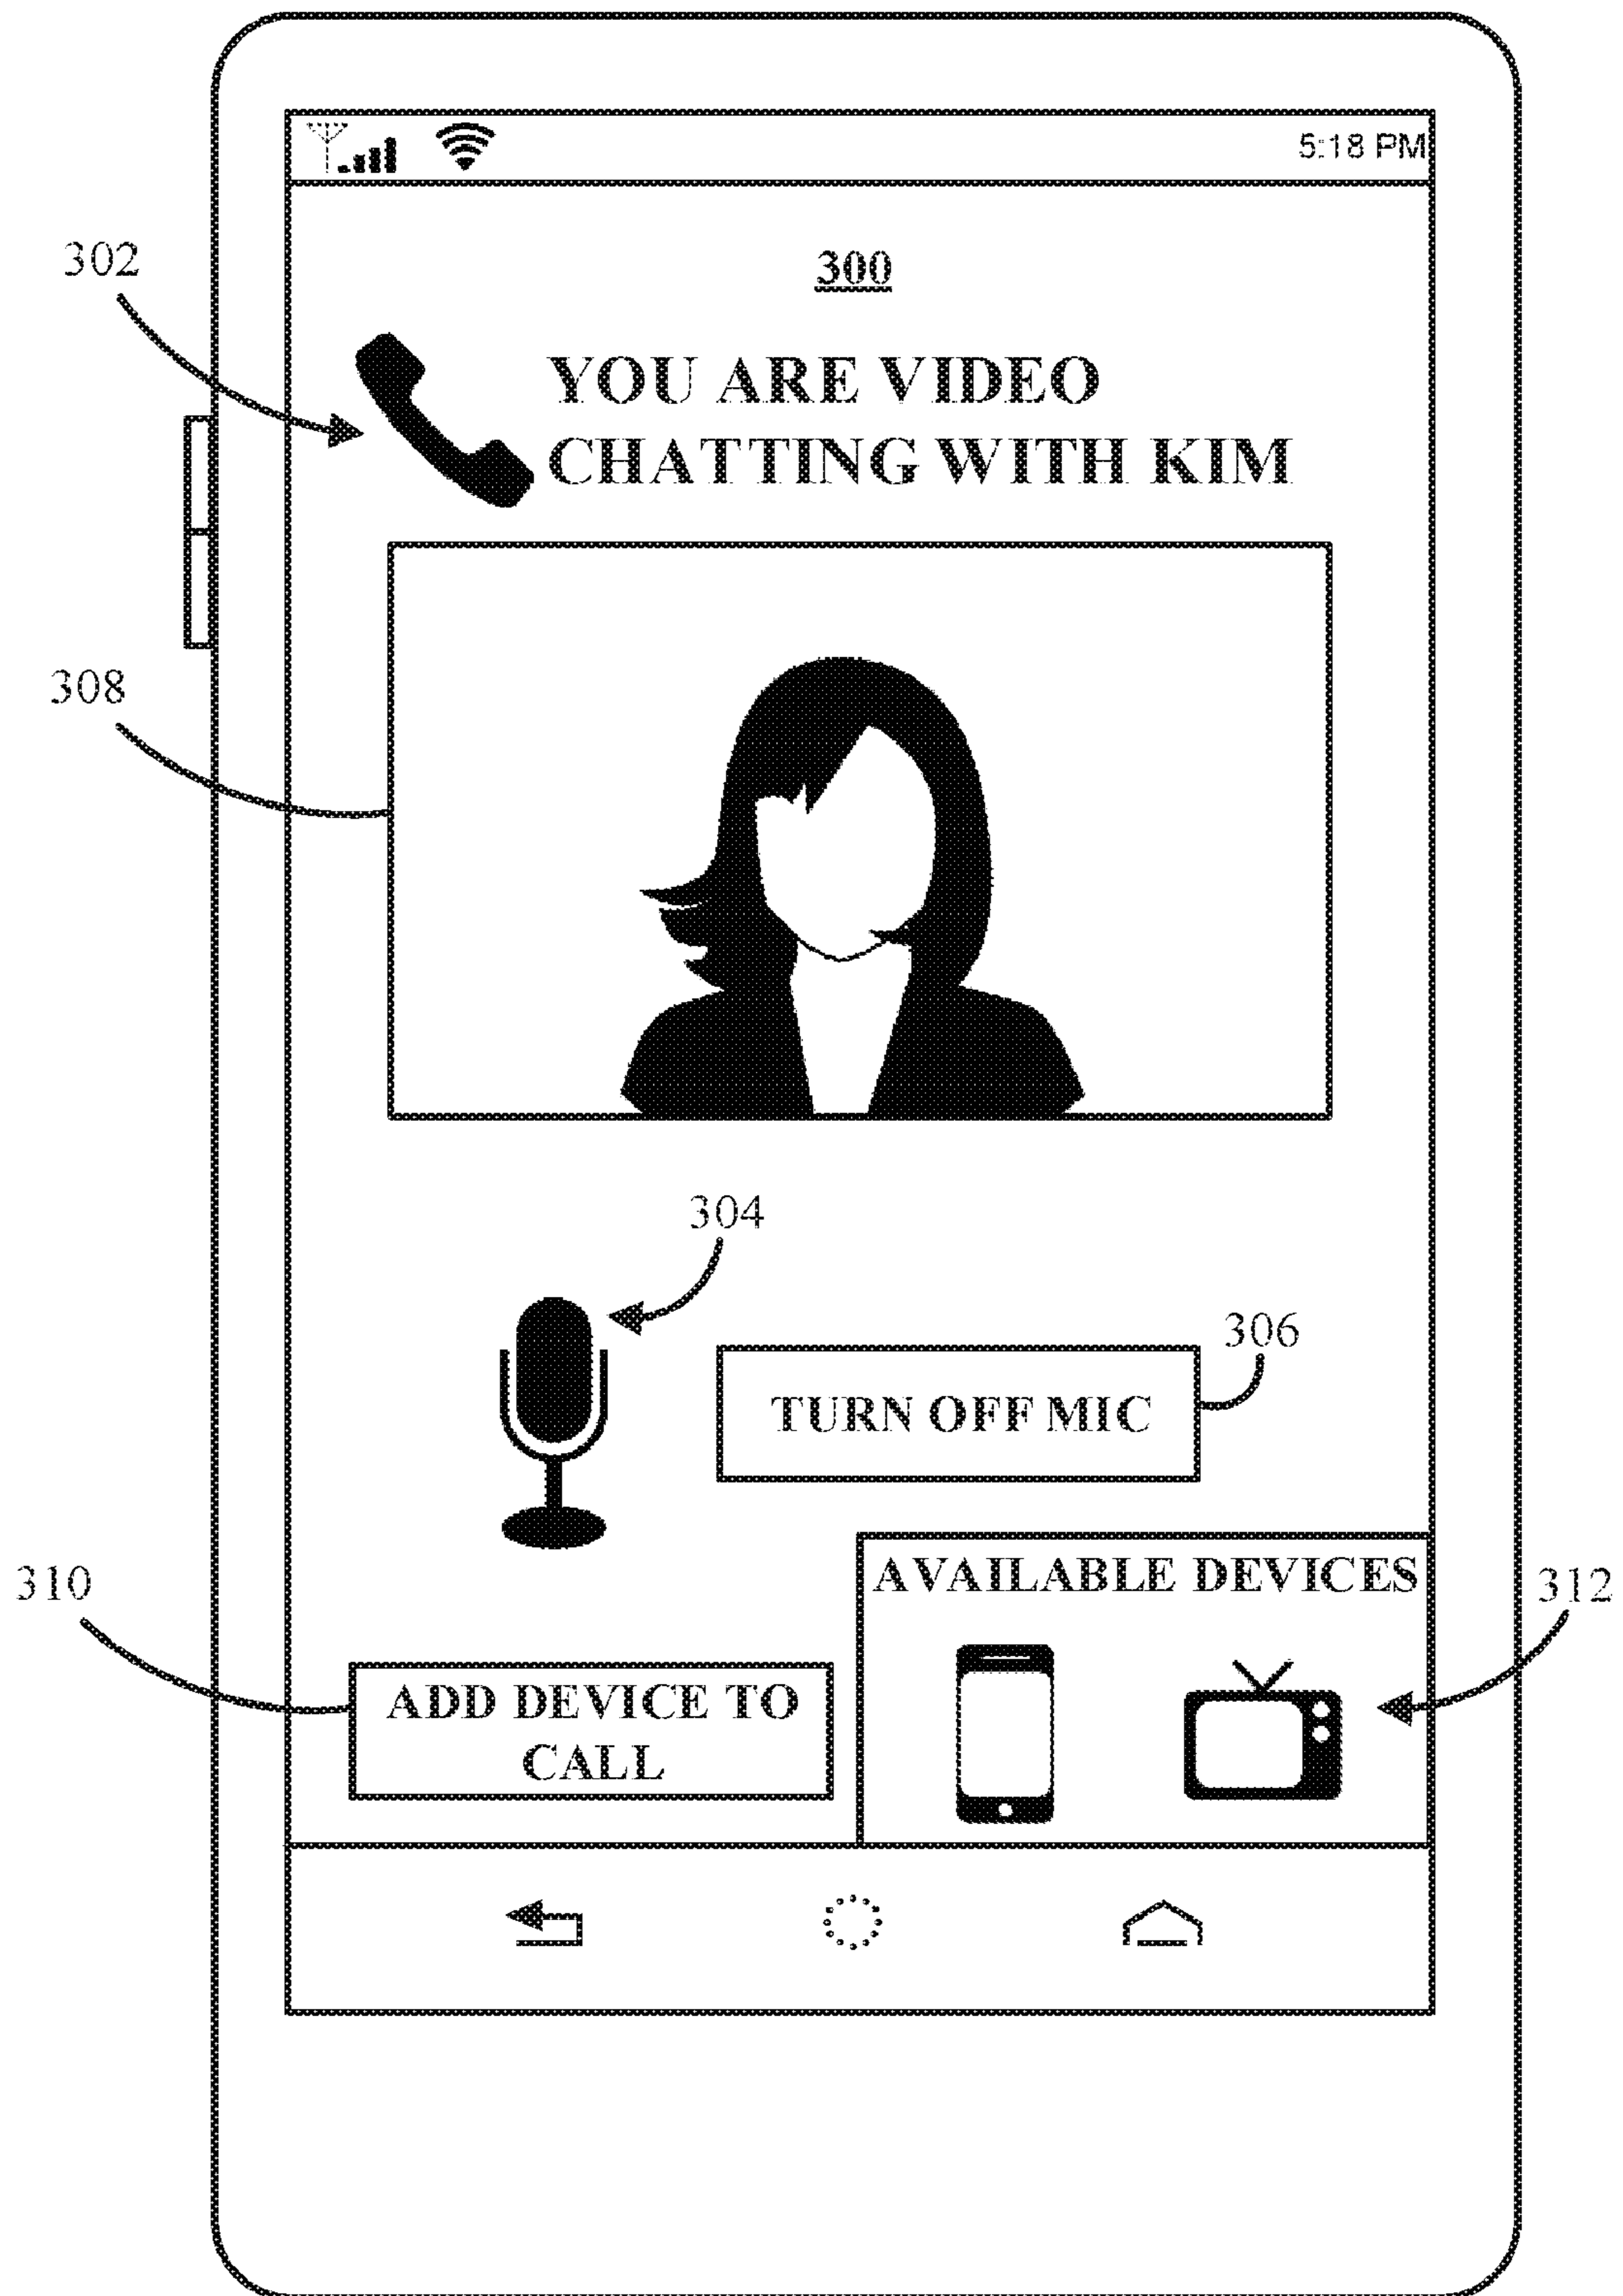 5:18 PM
302
300
YOU ARE VIDEO
CHATTING WITH KIM
308
304
306
TURN OFF MIC
310
AVAILABLE DEVICES
312
ADD DEVICE TO
CALL